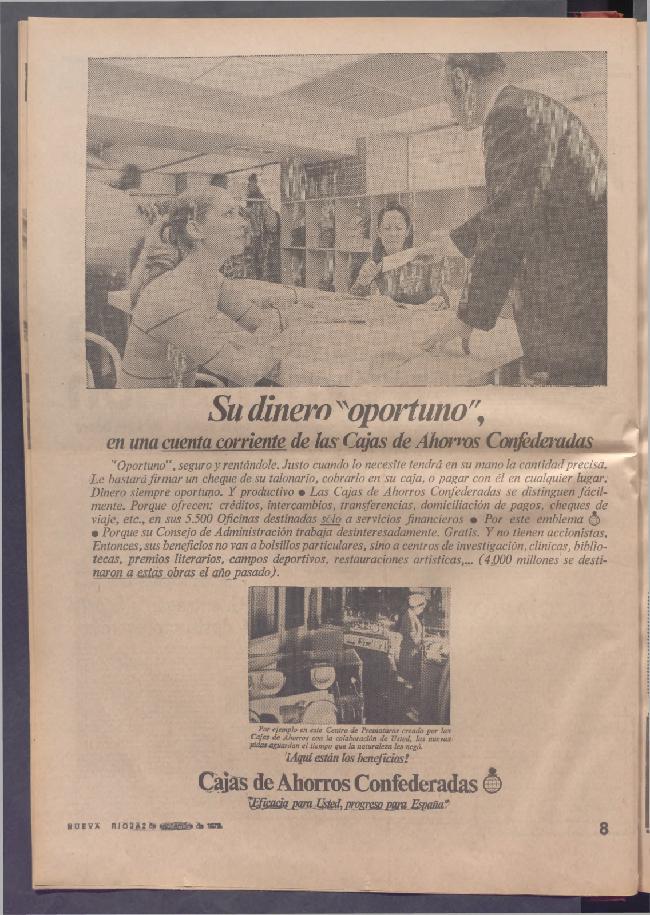 Su dinero "oportuno",
en una cuenta corriente de las Cajas de Ahorros Confederadas
"Oportuno", seguro y rentándole. Justo cuando lo necesite tendrá en su mano la cantidad precisa.
Le bastará firmar un cheque de su talonario, cobrarlo en su caja, o pagar con él en cualquier lugar.
Dinero siempre oportuno. Y productivo ● Las Cajas de Ahorros Confederadas se distinguen fácil-
mente. Porque ofrecen: créditos, intercambios, transferencias, domiciliación de pagos, cheques de
viaje, etc., en sus 5.500 Oficinas destinadas sólo a servicios financieros ● Por este emblema
● Porque su Consejo de Administración trabaja desinteresadamente. Gratis. Y no tienen accionistas.
Entonces, sus beneficios no van a bolsillos particulares, sino a centros de investigación, clínicas, biblio-
tecas, premios literarios, campos deportivos, restauraciones artísticas,... (4.000 millones se desti-
naron a estas obras el año pasado).
Por ejemplo en este Centro de Prematuros creado por las
Cajas de Ahorros con la colaboración de Usted, las nuevas
vidas aguardan el tiempo que la naturaleza les negó.
¡Aquí están los beneficios!
Cajas de Ahorros Confederadas
"Eficacia para Usted, progreso para España"
NUEVA RIOJA de de
8